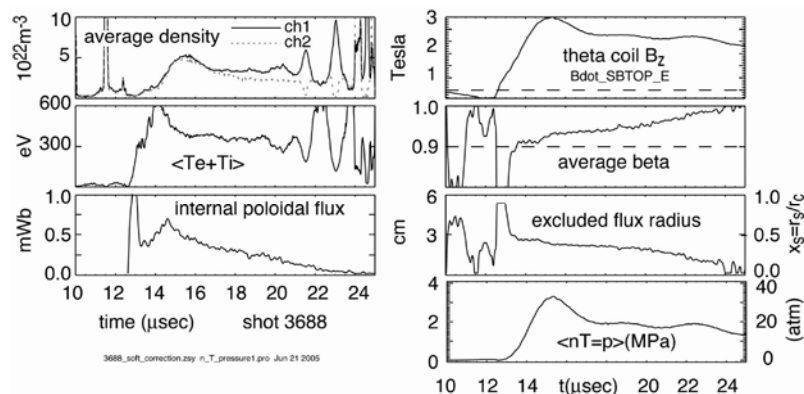 average density
ch1
ch2
10²²m⁻³
10
5
0
600
eV
300
<Te+Ti>
1.0
mWb
0.5
0.0
internal poloidal flux
10 12 14 16 18 20 22 24
time (μsec) shot 3688
3688_soft_correction.zsy n_T_pressure1.pro Jun 21 2005
3
Tesla
2
1
theta coil Bz
Bdot_SBTOP_E
1.0
0.9
average beta
6
cm
3
0
excluded flux radius
1.0
0.5
0.0
xs=rs/rc
4
2
0
<nT=p>(MPa)
40
20
0
(atm)
10 12 14 16 18 20 22 24
t(μsec)